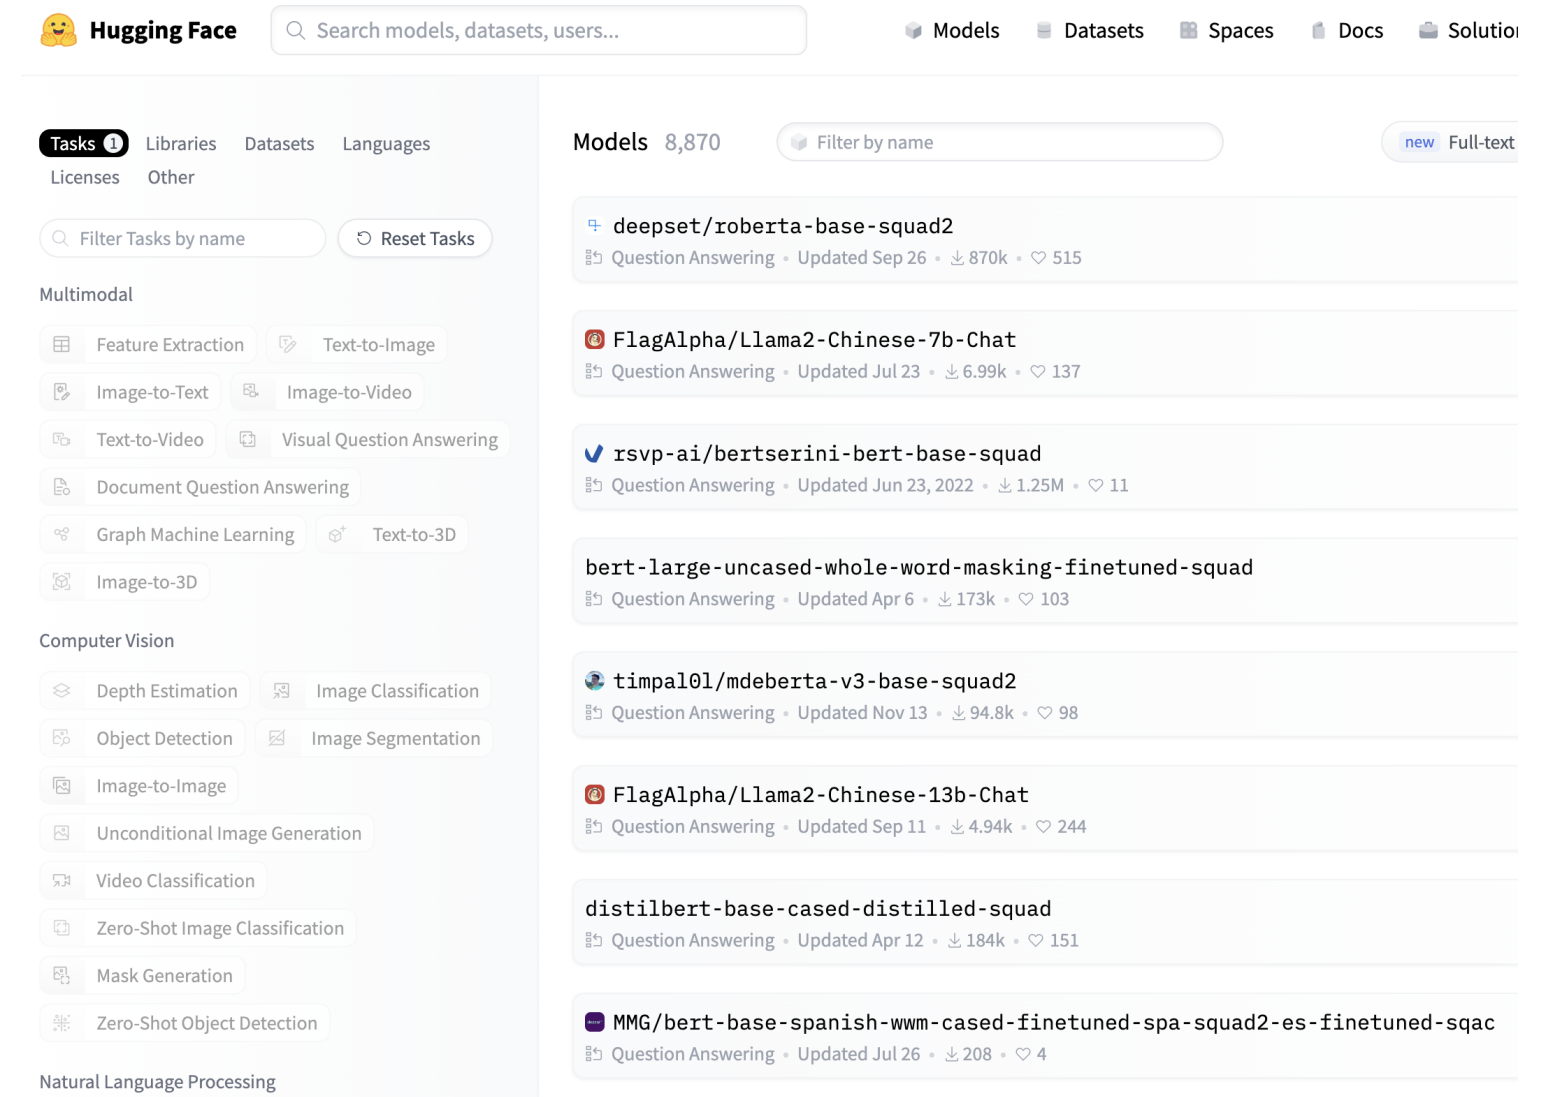 Hugging Face
Search models, datasets, users...
Models
Datasets
Spaces
Docs
Solution
Tasks 1
Libraries
Datasets
Languages
Licenses
Other
Filter Tasks by name
Reset Tasks
Multimodal
Feature Extraction
Text-to-Image
Image-to-Text
Image-to-Video
Text-to-Video
Visual Question Answering
Document Question Answering
Graph Machine Learning
Text-to-3D
Image-to-3D
Computer Vision
Depth Estimation
Image Classification
Object Detection
Image Segmentation
Image-to-Image
Unconditional Image Generation
Video Classification
Zero-Shot Image Classification
Mask Generation
Zero-Shot Object Detection
Natural Language Processing
Models 8,870
Filter by name
new Full-text
deepset/roberta-base-squad2
Question Answering • Updated Sep 26 • 870k • 515
FlagAlpha/Llama2-Chinese-7b-Chat
Question Answering • Updated Jul 23 • 6.99k • 137
rsvp-ai/bertserini-bert-base-squad
Question Answering • Updated Jun 23, 2022 • 1.25M • 11
bert-large-uncased-whole-word-masking-finetuned-squad
Question Answering • Updated Apr 6 • 173k • 103
timpal0l/mdeberta-v3-base-squad2
Question Answering • Updated Nov 13 • 94.8k • 98
FlagAlpha/Llama2-Chinese-13b-Chat
Question Answering • Updated Sep 11 • 4.94k • 244
distilbert-base-cased-distilled-squad
Question Answering • Updated Apr 12 • 184k • 151
MMG/bert-base-spanish-wwm-cased-finetuned-spa-squad2-es-finetuned-sqac
Question Answering • Updated Jul 26 • 208 • 4